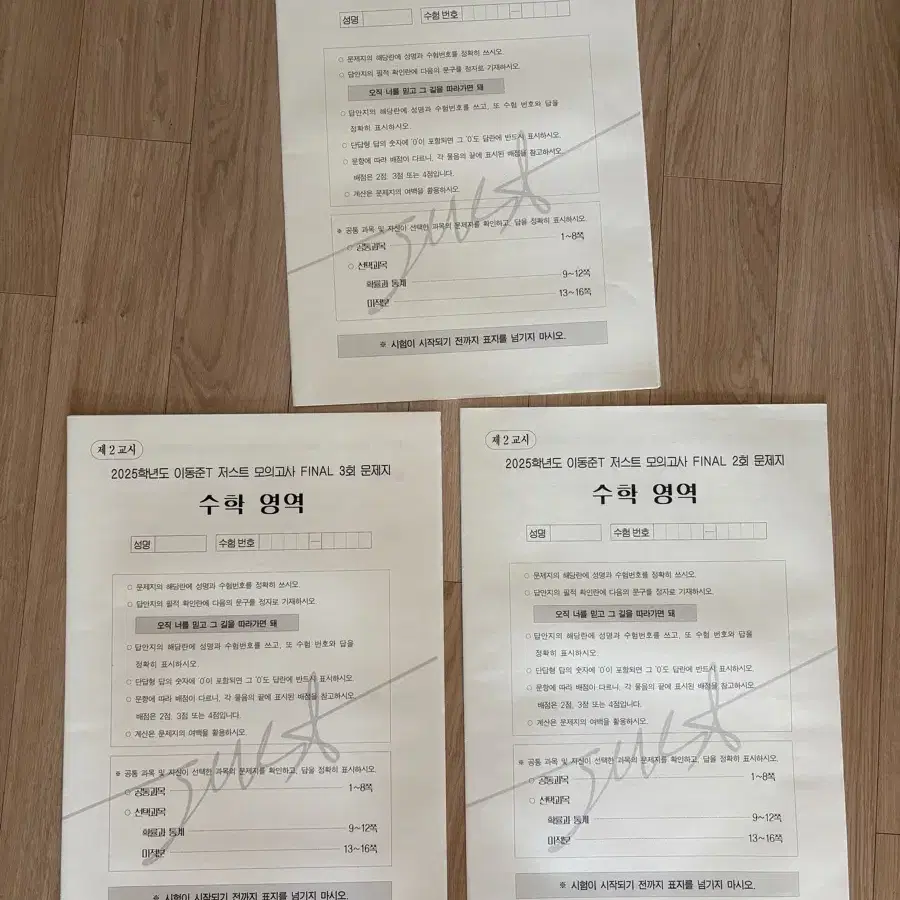 성명 수험 번호 —
○ 문제지의 해당란에 성명과 수험번호를 정확히 쓰시오.
○ 답안지의 필적 확인란에 다음의 문구를 정자로 기재하시오.
오직 너를 믿고 그 길을 따라가면 돼
○ 답안지의 해당란에 성명과 수험번호를 쓰고, 또 수험 번호와 답을
정확히 표시하시오.
○ 단답형 답의 숫자에 '0'이 포함되면 그 '0'도 답란에 반드시 표시하시오.
○ 문항에 따라 배점이 다르니, 각 물음의 끝에 표시된 배점을 참고하시오.
배점은 2점, 3점 또는 4점입니다.
○ 계산은 문제지의 여백을 활용하시오.
※ 공통 과목 및 자신이 선택한 과목의 문제지를 확인하고, 답을 정확히 표시하시오.
○ 공통과목 1~8쪽
○ 선택과목
확률과 통계 9~12쪽
미적분 13~16쪽
Just
※ 시험이 시작되기 전까지 표지를 넘기지 마시오.
제 2 교시
2025학년도 이동준T 저스트 모의고사 FINAL 3회 문제지
수학 영역
성명 수험 번호 —
○ 문제지의 해당란에 성명과 수험번호를 정확히 쓰시오.
○ 답안지의 필적 확인란에 다음의 문구를 정자로 기재하시오.
오직 너를 믿고 그 길을 따라가면 돼
○ 답안지의 해당란에 성명과 수험번호를 쓰고, 또 수험 번호와 답을
정확히 표시하시오.
○ 단답형 답의 숫자에 '0'이 포함되면 그 '0'도 답란에 반드시 표시하시오.
○ 문항에 따라 배점이 다르니, 각 물음의 끝에 표시된 배점을 참고하시오.
배점은 2점, 3점 또는 4점입니다.
○ 계산은 문제지의 여백을 활용하시오.
※ 공통 과목 및 자신이 선택한 과목의 문제지를 확인하고, 답을 정확히 표시하시오.
○ 공통과목 1~8쪽
○ 선택과목
확률과 통계 9~12쪽
미적분 13~16쪽
Just
※ 시험이 시작되기 전까지 표지를 넘기지 마시오.
제 2 교시
2025학년도 이동준T 저스트 모의고사 FINAL 2회 문제지
수학 영역
성명 수험 번호 —
○ 문제지의 해당란에 성명과 수험번호를 정확히 쓰시오.
○ 답안지의 필적 확인란에 다음의 문구를 정자로 기재하시오.
오직 너를 믿고 그 길을 따라가면 돼
○ 답안지의 해당란에 성명과 수험번호를 쓰고, 또 수험 번호와 답을
정확히 표시하시오.
○ 단답형 답의 숫자에 '0'이 포함되면 그 '0'도 답란에 반드시 표시하시오.
○ 문항에 따라 배점이 다르니, 각 물음의 끝에 표시된 배점을 참고하시오.
배점은 2점, 3점 또는 4점입니다.
○ 계산은 문제지의 여백을 활용하시오.
※ 공통 과목 및 자신이 선택한 과목의 문제지를 확인하고, 답을 정확히 표시하시오.
○ 공통과목 1~8쪽
○ 선택과목
확률과 통계 9~12쪽
미적분 13~16쪽
Just
※ 시험이 시작되기 전까지 표지를 넘기지 마시오.